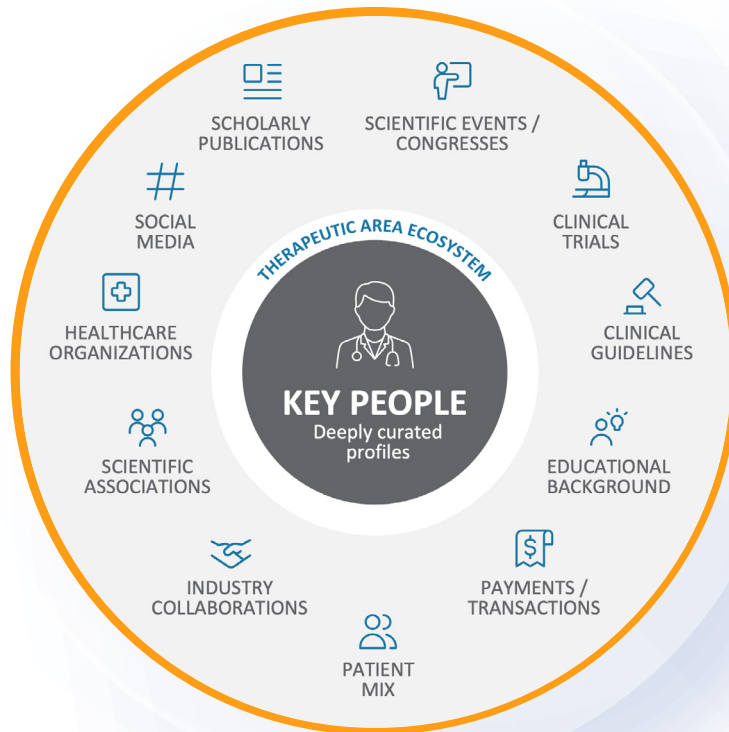 SCHOLARLY
PUBLICATIONS
SCIENTIFIC EVENTS /
CONGRESSES
SOCIAL
MEDIA
CLINICAL
TRIALS
THERAPEUTIC AREA ECOSYSTEM
HEALTHCARE
ORGANIZATIONS
CLINICAL
GUIDELINES
KEY PEOPLE
Deeply curated
profiles
SCIENTIFIC
ASSOCIATIONS
EDUCATIONAL
BACKGROUND
$
INDUSTRY
COLLABORATIONS
PAYMENTS /
TRANSACTIONS
PATIENT
MIX